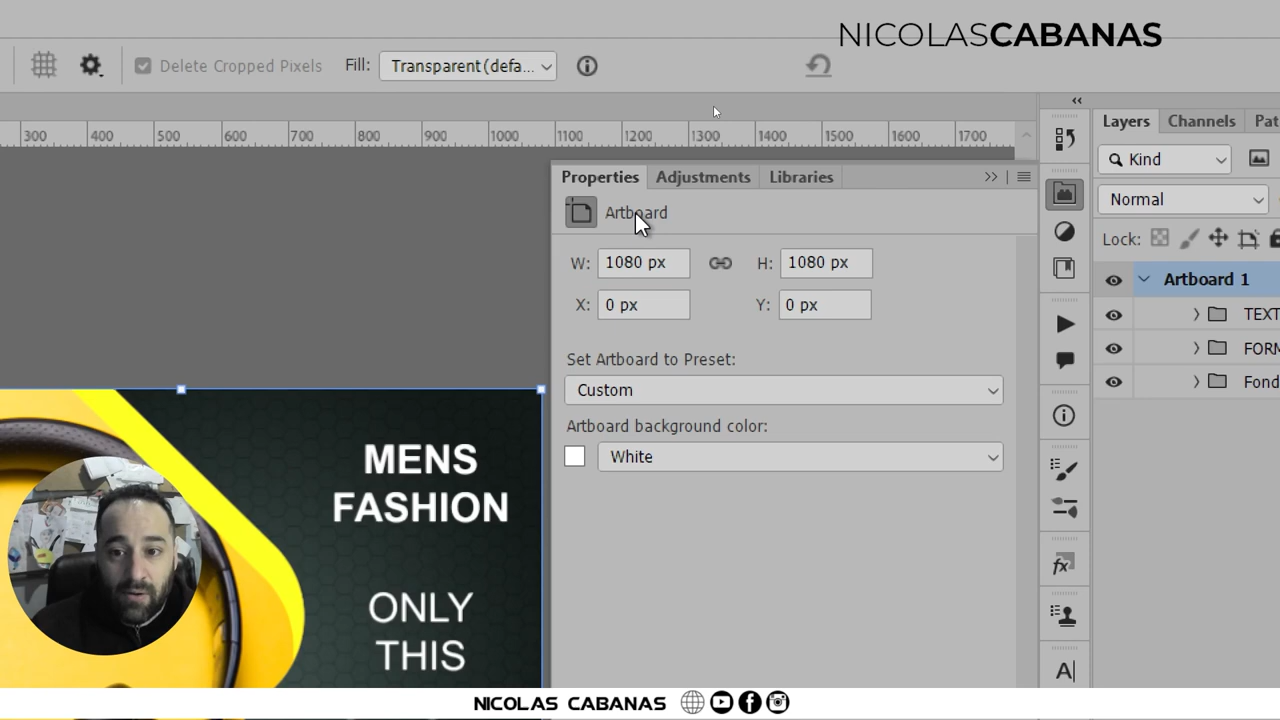 NICOLASCABANAS
Delete Cropped Pixels Fill: Transparent (defa...
300 400 500 600 700 800 900 1000 1100 1200 1300 1400 1500 1600 1700
Properties Adjustments Libraries
Artboard
W: 1080 px H: 1080 px
X: 0 px Y: 0 px
Set Artboard to Preset:
Custom
Artboard background color:
White
Layers Channels Pat
Kind
Normal
Lock:
Artboard 1
TEXT
FORM
Fond
fx
A|
MENS
FASHION
ONLY
THIS
NICOLAS CABANAS